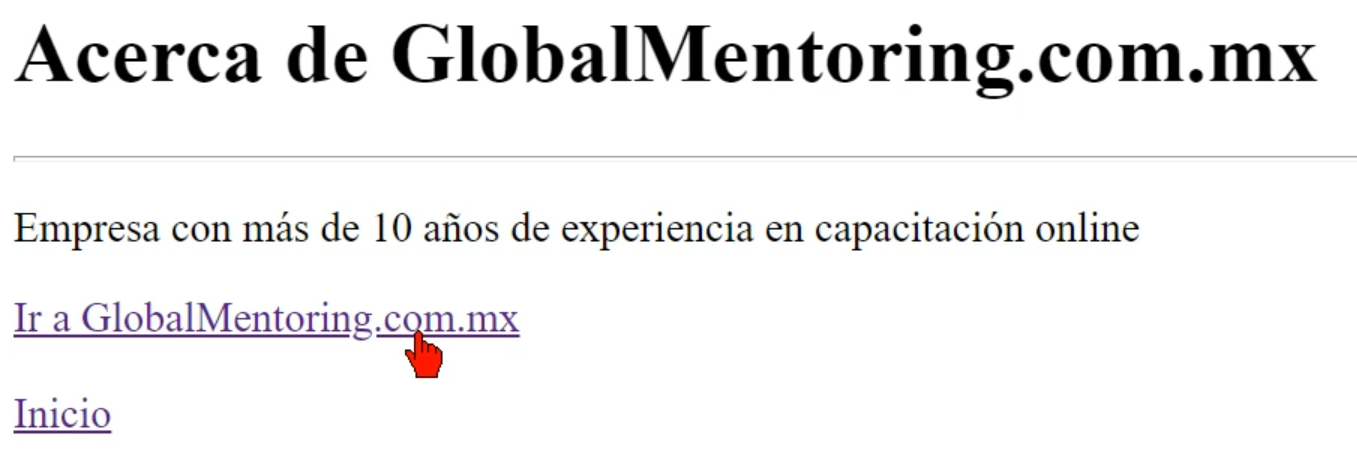 Acerca de GlobalMentoring.com.mx
Empresa con más de 10 años de experiencia en capacitación online
Ir a GlobalMentoring.com.mx
Inicio